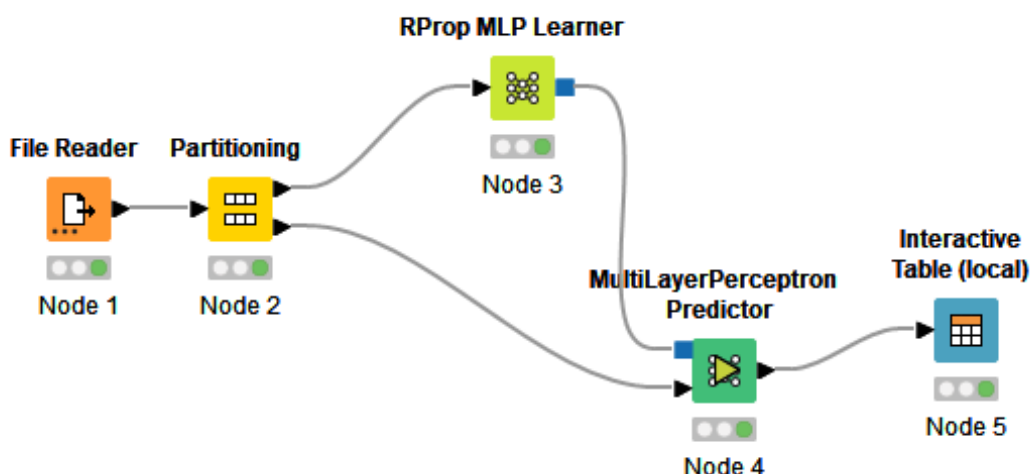 RProp MLP Learner
File Reader
Partitioning
Node 3
Interactive
Table (local)
MultiLayerPerceptron
Predictor
Node 1
Node 2
Node 5
Node 4